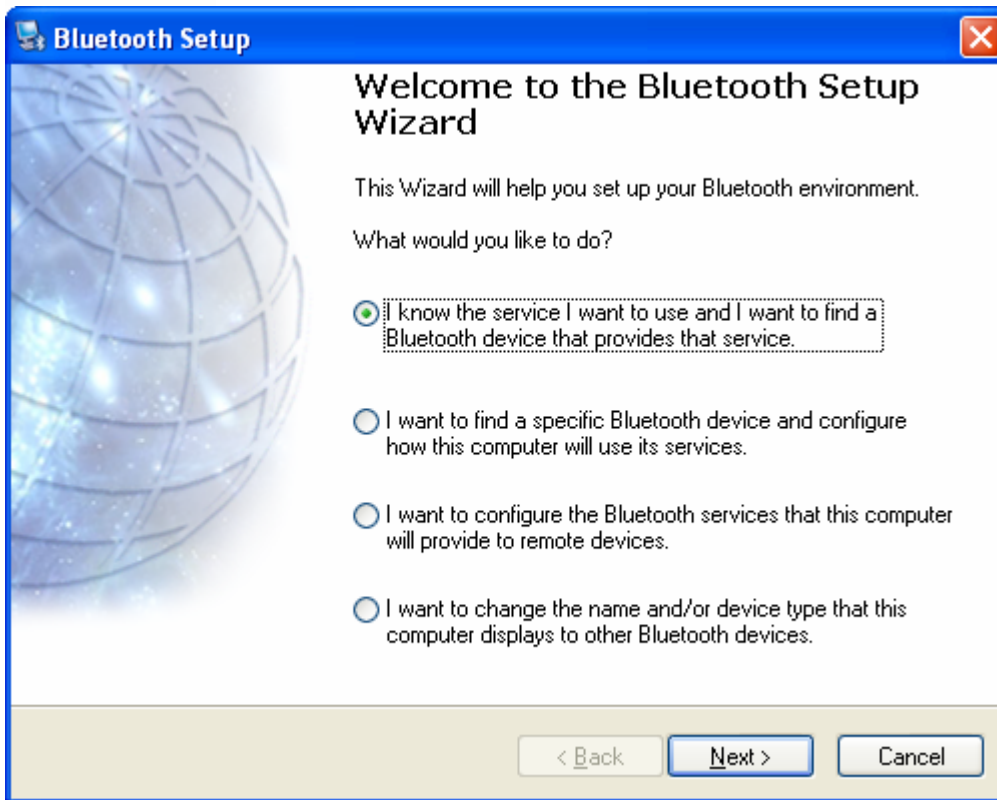 Bluetooth Setup
Welcome to the Bluetooth Setup
Wizard
This Wizard will help you set up your Bluetooth environment.
What would you like to do?
I know the service I want to use and I want to find a
Bluetooth device that provides that service.
I want to find a specific Bluetooth device and configure
how this computer will use its services.
I want to configure the Bluetooth services that this computer
will provide to remote devices.
I want to change the name and/or device type that this
computer displays to other Bluetooth devices.
< Back Next > Cancel